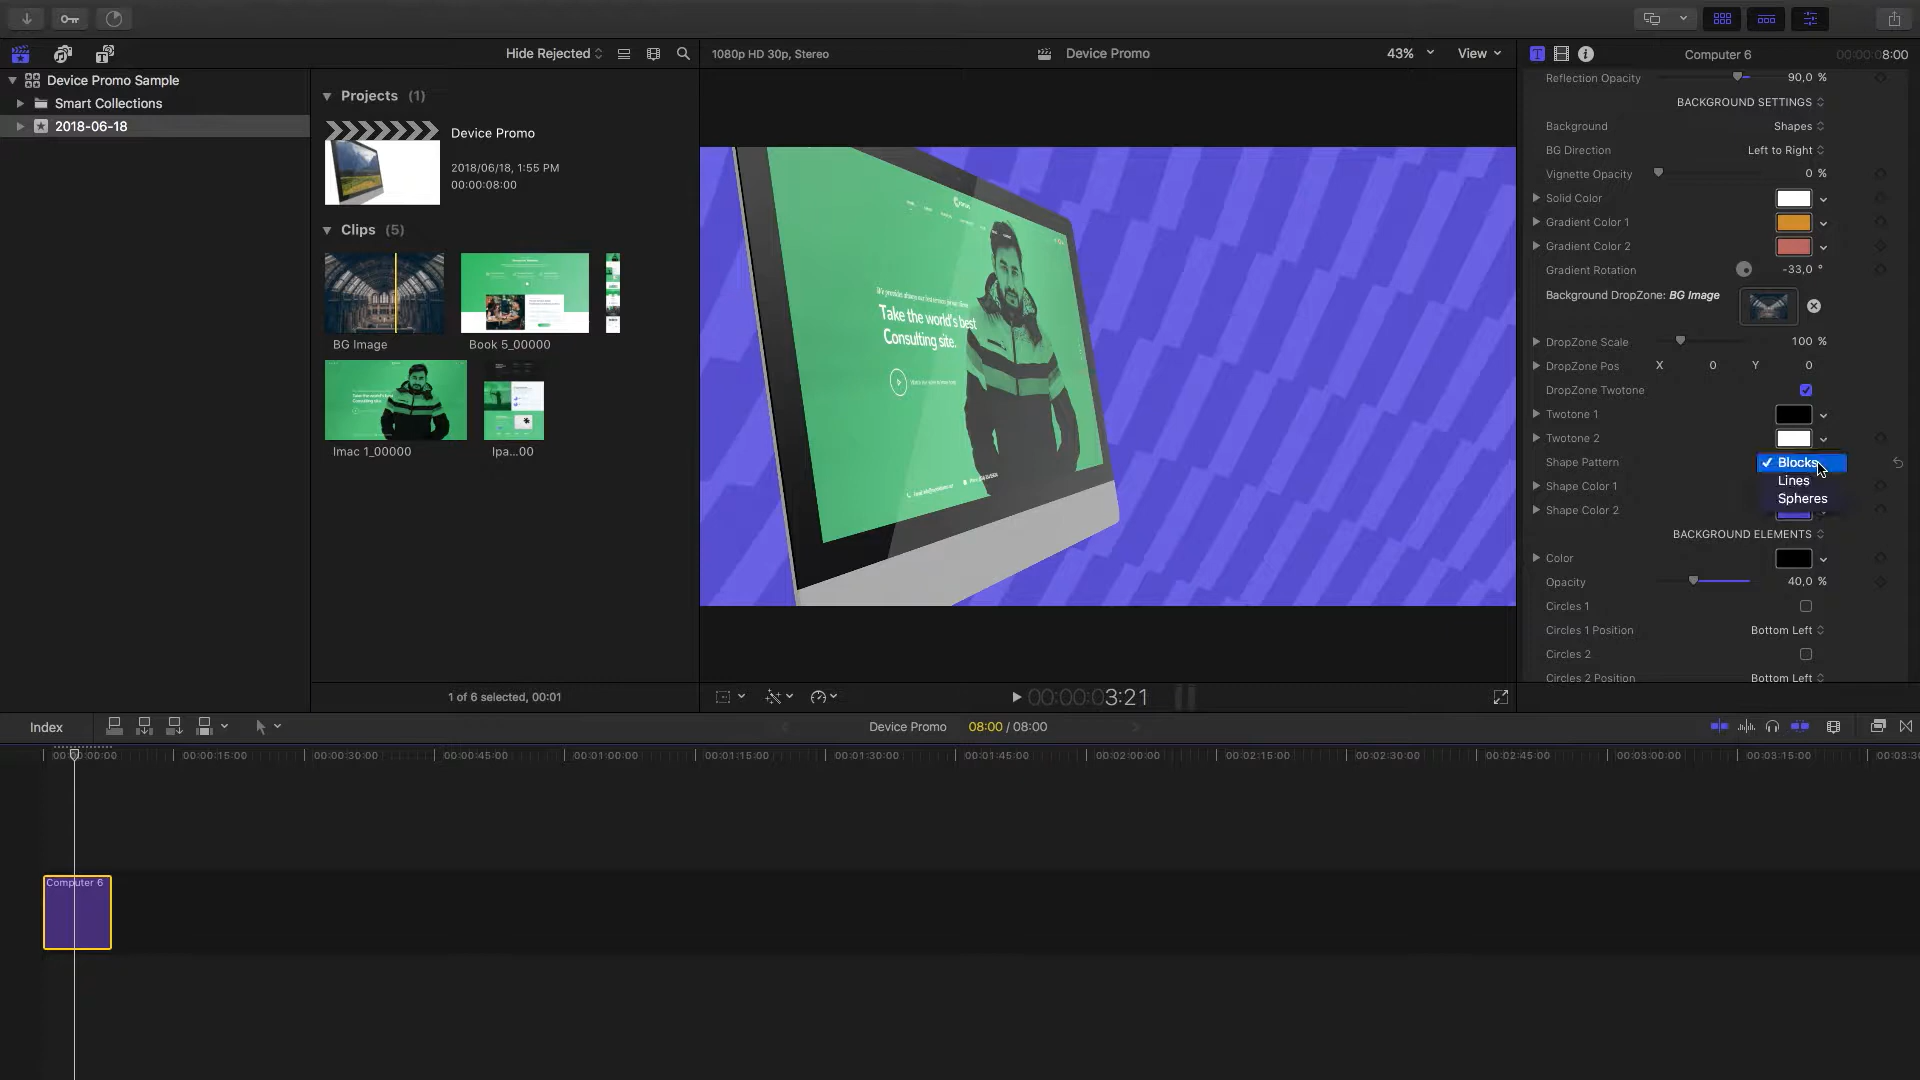 Hide Rejected
1080p HD 30p, Stereo
Device Promo
43%
View
Computer 6
8:00
Device Promo Sample
Smart Collections
2018-06-18
Projects (1)
Device Promo
2018/06/18, 1:55 PM
00:00:08:00
Clips (5)
BG Image
Book 5_00000
Imac 1_00000
Ipa...00
1 of 6 selected, 00:01
Take the world's best
Consulting site.
Reflection Opacity 90,0 %
BACKGROUND SETTINGS
Background Shapes
BG Direction Left to Right
Vignette Opacity 0 %
Solid Color
Gradient Color 1
Gradient Color 2
Gradient Rotation -33,0 °
Background DropZone: BG Image
DropZone Scale 100 %
DropZone Pos X 0 Y 0
DropZone Twotone
Twotone 1
Twotone 2
Shape Pattern Blocks
Lines
Shape Color 1
Spheres
Shape Color 2
BACKGROUND ELEMENTS
Color
Opacity 40,0 %
Circles 1
Circles 1 Position Bottom Left
Circles 2
Circles 2 Position Bottom Left
00:00:03:21
Index
Device Promo
08:00 / 08:00
00:00:00:00
00:00:15:00
00:00:30:00
00:00:45:00
00:01:00:00
00:01:15:00
00:01:30:00
00:01:45:00
00:02:00:00
00:02:15:00
00:02:30:00
00:02:45:00
00:03:00:00
00:03:15:00
00:03:30
Computer 6